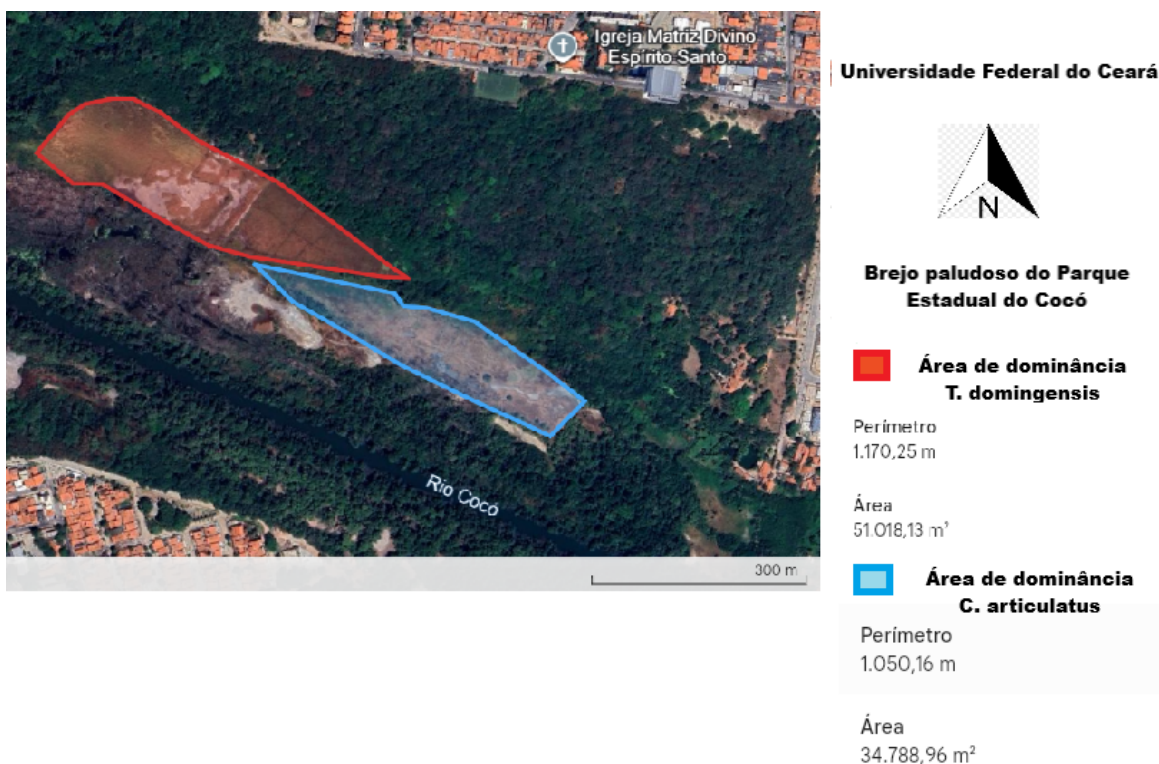 Igreja Matriz Divino
Espírito Santo...
Rio Cocó
300 m
Universidade Federal do Ceará
N
Brejo paludoso do Parque
Estadual do Cocó
Área de dominância
T. domingensis
Perímetro
1.170,25 m
Área
51.018,13 m²
Área de dominância
C. articulatus
Perímetro
1.050,16 m
Área
34.788,96 m²